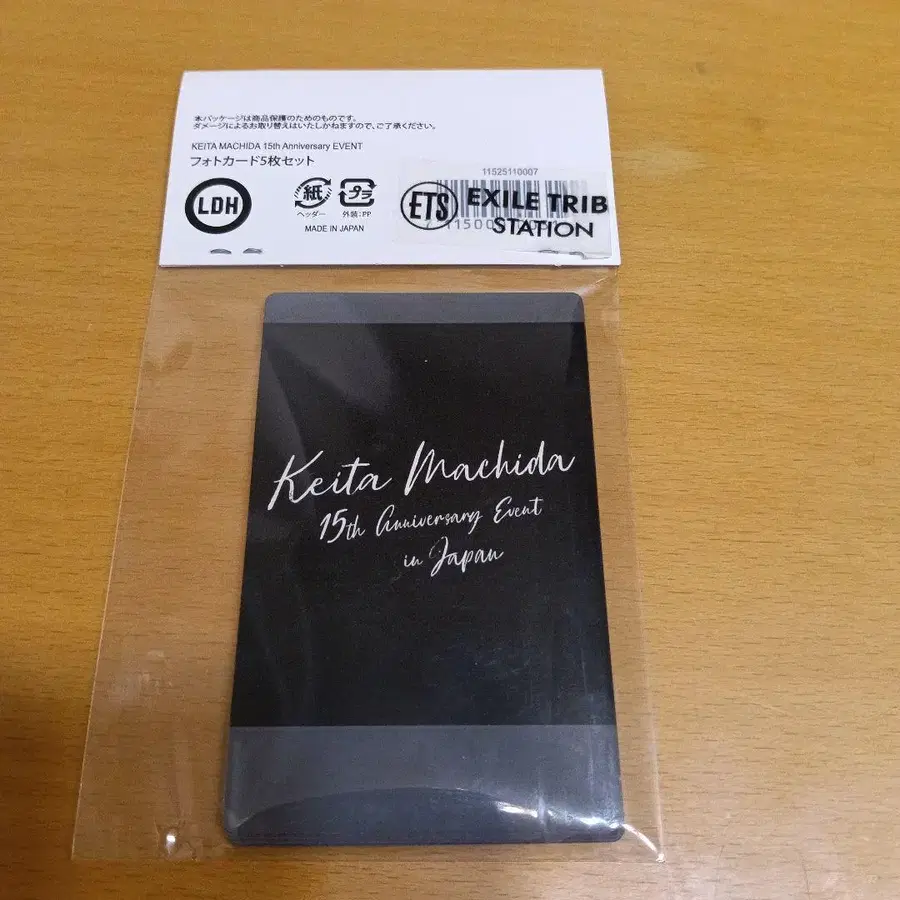 本パッケージは商品保護のためのものです。
ダメージによるお取り替えはいたしかねますので、ご了承ください。
KEITA MACHIDA 15th Anniversary EVENT
フォトカード5枚セット
LDH
紙
ヘッダー
プラ
外装:PP
MADE IN JAPAN
11525110007
ETS EXILE TRIB
STATION
Keita Machida
15th Anniversary Event
in Japan